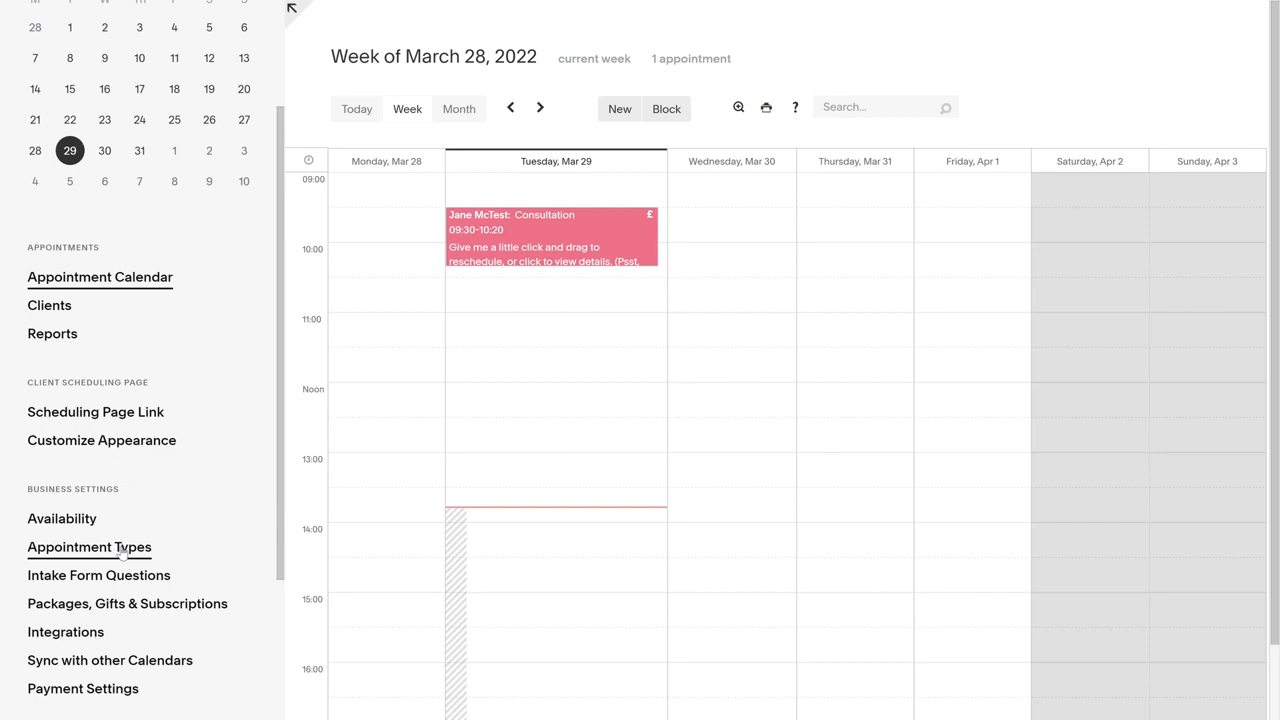 M T W Th F S S
28 1 2 3 4 5 6
7 8 9 10 11 12 13
14 15 16 17 18 19 20
21 22 23 24 25 26 27
28 29 30 31 1 2 3
4 5 6 7 8 9 10
APPOINTMENTS
Appointment Calendar
Clients
Reports
CLIENT SCHEDULING PAGE
Scheduling Page Link
Customize Appearance
BUSINESS SETTINGS
Availability
Appointment Types
Intake Form Questions
Packages, Gifts & Subscriptions
Integrations
Sync with other Calendars
Payment Settings
Week of March 28, 2022 current week 1 appointment
Today Week Month New Block ? Search...
Monday, Mar 28 Tuesday, Mar 29 Wednesday, Mar 30 Thursday, Mar 31 Friday, Apr 1 Saturday, Apr 2 Sunday, Apr 3
09:00
Jane McTest: Consultation £
09:30-10:20
Give me a little click and drag to
reschedule, or click to view details. (Psst,
10:00
11:00
Noon
13:00
14:00
15:00
16:00